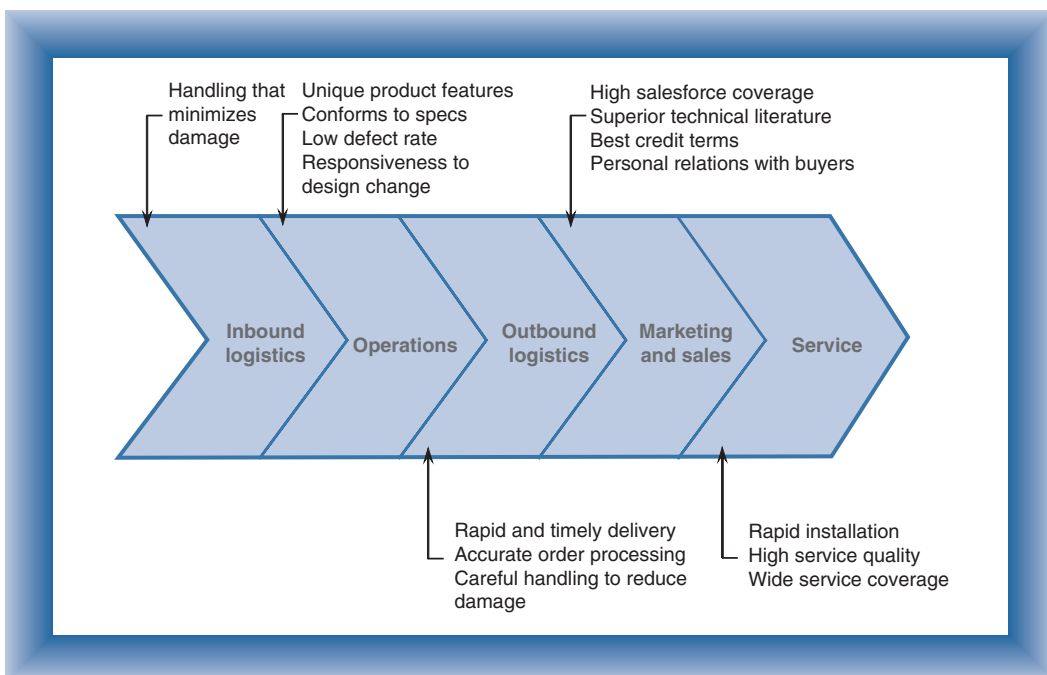 Handling that
minimizes
damage
Unique product features
Conforms to specs
Low defect rate
Responsiveness to
design change
High salesforce coverage
Superior technical literature
Best credit terms
Personal relations with buyers
Inbound
logistics
Operations
Outbound
logistics
Marketing
and sales
Service
Rapid and timely delivery
Accurate order processing
Careful handling to reduce
damage
Rapid installation
High service quality
Wide service coverage